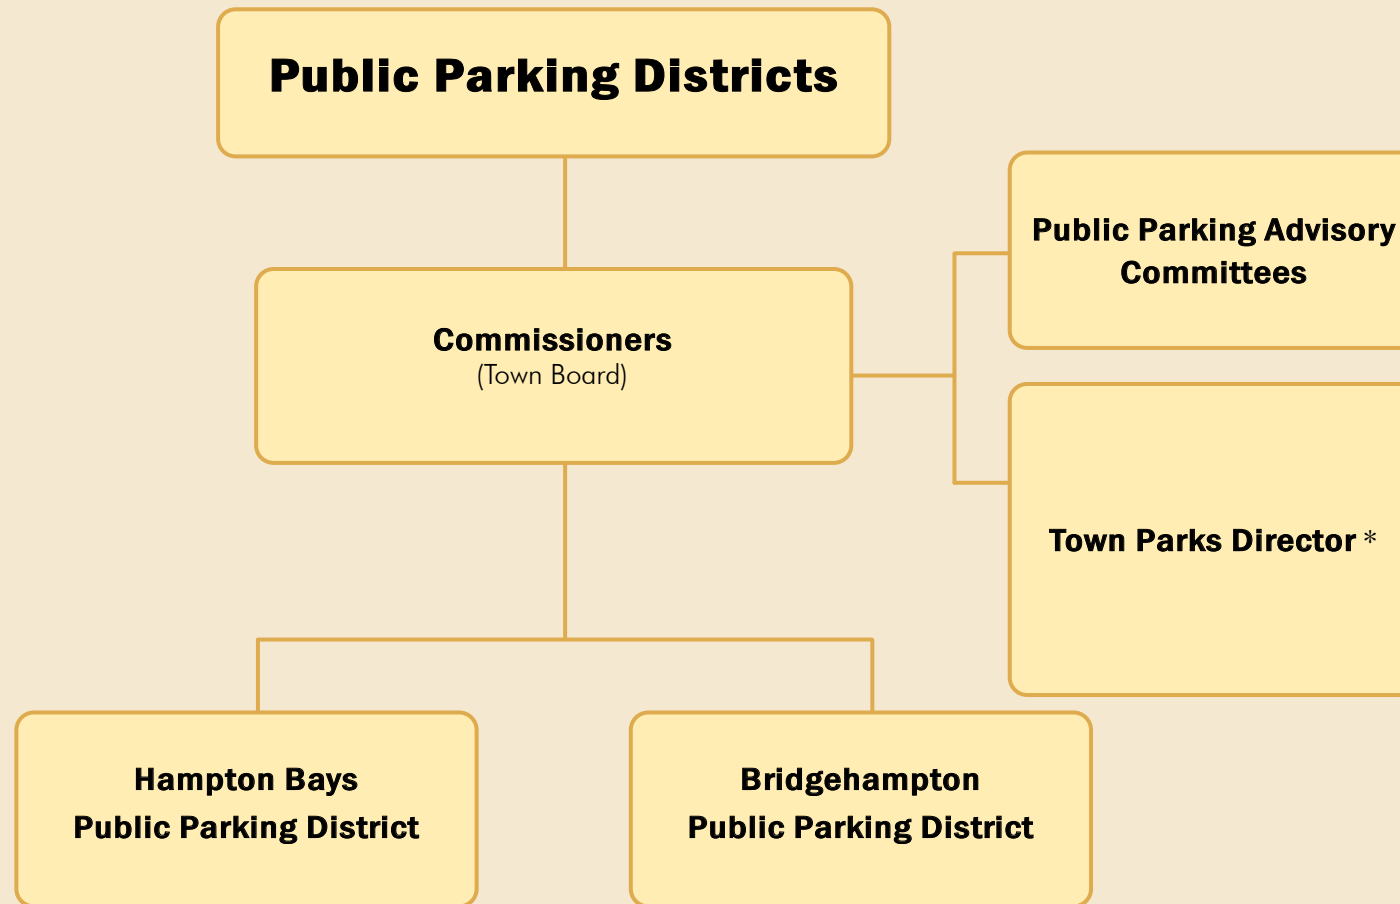 Public Parking Districts
Public Parking Advisory
Committees
Commissioners
(Town Board)
Town Parks Director *
Hampton Bays
Public Parking District
Bridgehampton
Public Parking District